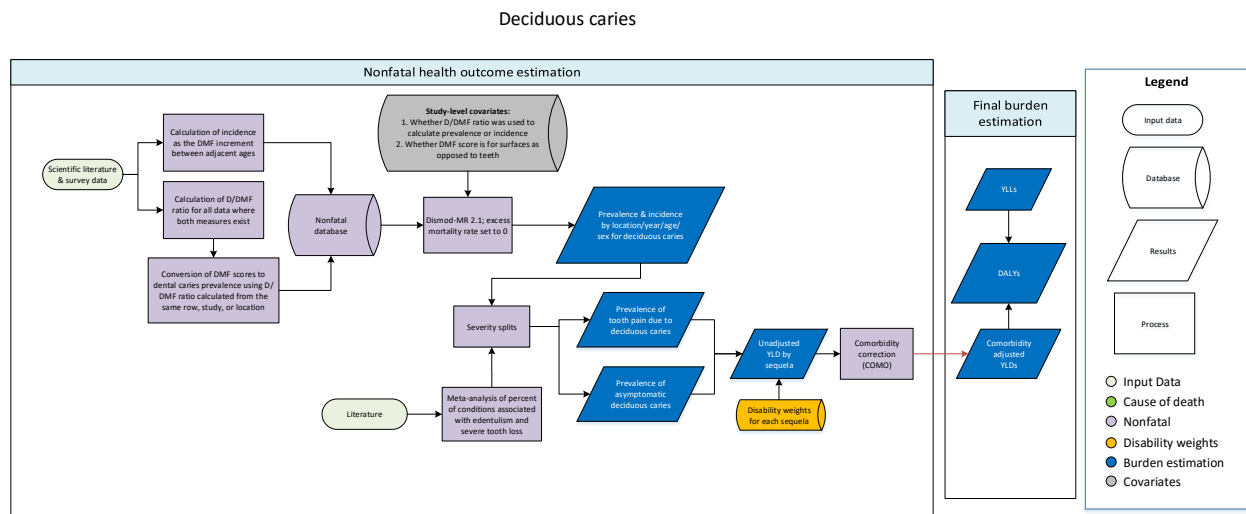 Deciduous caries
Nonfatal health outcome estimation
Calculation of incidence
as the DMF increment
between adjacent ages
Scientific literature
& survey data
Calculation of D/DMF
ratio for all data where
both measures exist
Conversion of DMF scores to
dental caries prevalence using D/
DMF ratio calculated from the
same row, study, or location
Nonfatal
database
Study-level covariates:
1. Whether D/DMF ratio was used to
calculate prevalence or incidence
2. Whether DMF score is for surfaces as
opposed to teeth
Dismod-MR 2.1; excess
mortality rate set to 0
Prevalence & incidence
by location/year/age/
sex for deciduous caries
Severity splits
Literature
Meta-analysis of percent
of conditions associated
with edentulism and
severe tooth loss
Prevalence of
tooth pain due to
deciduous caries
Prevalence of
asymptomatic
deciduous caries
Unadjusted
YLD by
sequela
Disability weights
for each sequela
Comorbidity
correction
(COMO)
Final burden
estimation
YLLs
DALYs
Comorbidity
adjusted
YLDs
Legend
Input data
Database
Results
Process
Input Data
Cause of death
Nonfatal
Disability weights
Burden estimation
Covariates